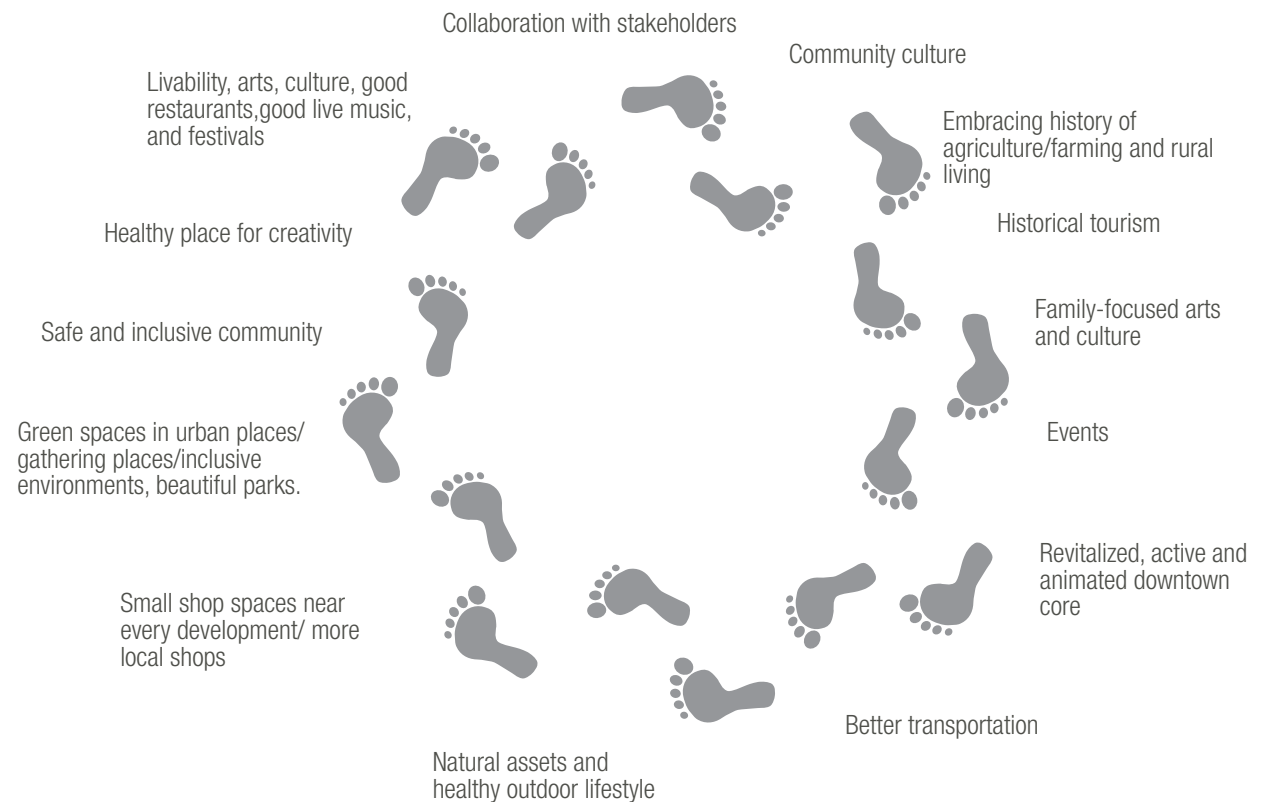 Collaboration with stakeholders
Community culture
Livability, arts, culture, good
restaurants,good live music,
and festivals
Embracing history of
agriculture/farming and rural
living
Healthy place for creativity
Historical tourism
Safe and inclusive community
Family-focused arts
and culture
Green spaces in urban places/
gathering places/inclusive
environments, beautiful parks.
Events
Small shop spaces near
every development/ more
local shops
Revitalized, active and
animated downtown
core
Better transportation
Natural assets and
healthy outdoor lifestyle